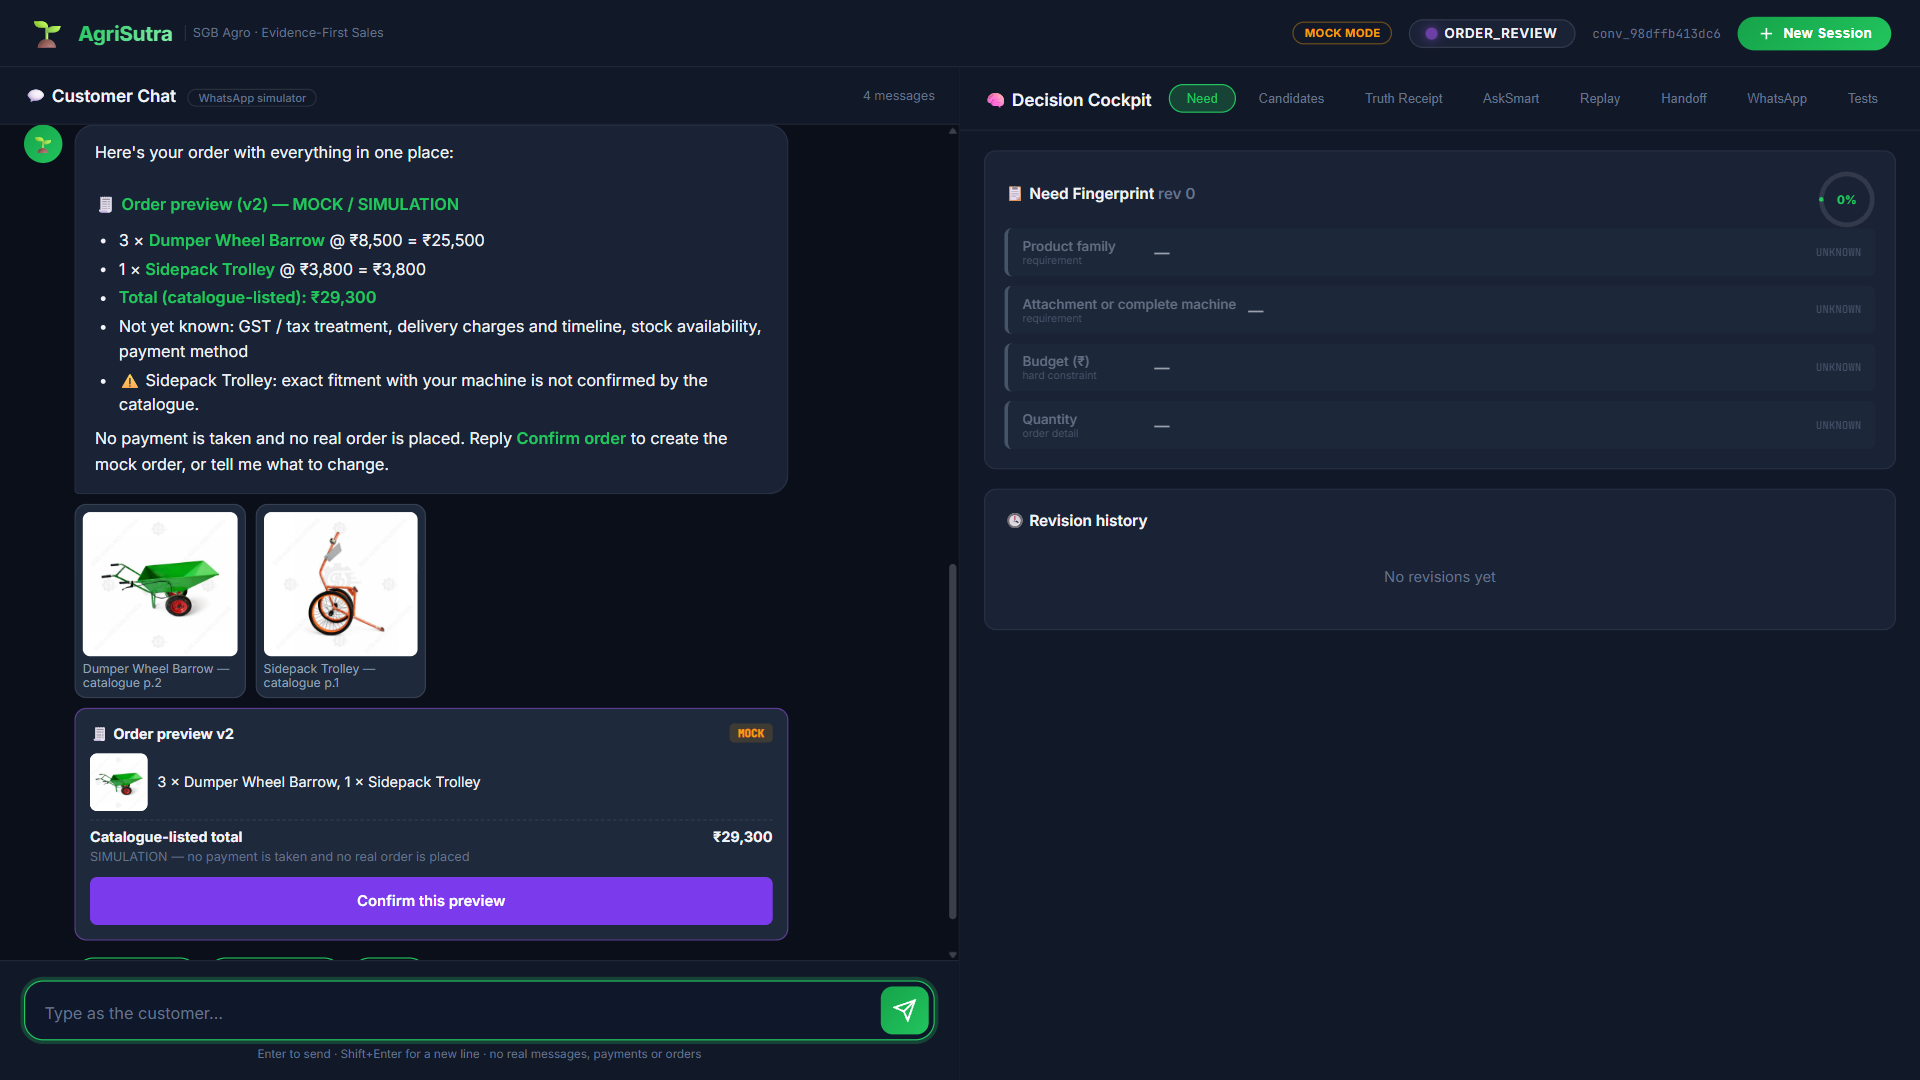 AgriSutra
SGB Agro · Evidence-First Sales
MOCK MODE
ORDER_REVIEW
conv_98dffb413dc6
+ New Session
Customer Chat
WhatsApp simulator
4 messages
Here's your order with everything in one place:
Order preview (v2) — MOCK / SIMULATION
• 3 × Dumper Wheel Barrow @ ₹8,500 = ₹25,500
• 1 × Sidepack Trolley @ ₹3,800 = ₹3,800
• Total (catalogue-listed): ₹29,300
• Not yet known: GST / tax treatment, delivery charges and timeline, stock availability,
payment method
• ⚠️ Sidepack Trolley: exact fitment with your machine is not confirmed by the
catalogue.
No payment is taken and no real order is placed. Reply Confirm order to create the
mock order, or tell me what to change.
Dumper Wheel Barrow —
catalogue p.2
Sidepack Trolley —
catalogue p.1
Order preview v2
MOCK
3 × Dumper Wheel Barrow, 1 × Sidepack Trolley
Catalogue-listed total
₹29,300
SIMULATION — no payment is taken and no real order is placed
Confirm this preview
Type as the customer...
Enter to send · Shift+Enter for a new line · no real messages, payments or orders
Decision Cockpit
Need
Candidates
Truth Receipt
AskSmart
Replay
Handoff
WhatsApp
Tests
Need Fingerprint rev 0
0%
Product family
requirement
—
UNKNOWN
Attachment or complete machine
requirement
—
UNKNOWN
Budget (₹)
hard constraint
—
UNKNOWN
Quantity
order detail
—
UNKNOWN
Revision history
No revisions yet